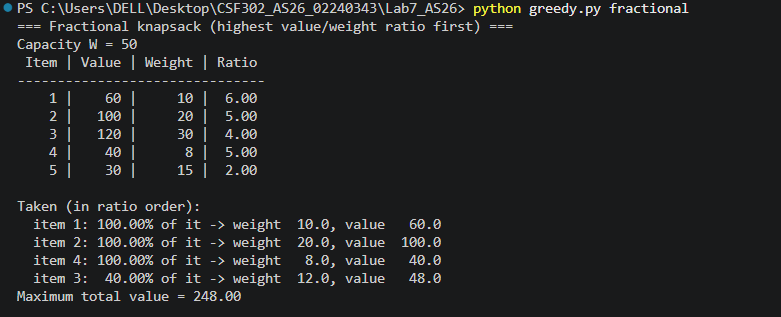 PS C:\Users\DELL\Desktop\CSF302_AS26_02240343\Lab7_AS26> python greedy.py fractional
=== Fractional knapsack (highest value/weight ratio first) ===
Capacity W = 50
 Item | Value | Weight | Ratio
---------------------------------
    1 |    60 |     10 |  6.00
    2 |   100 |     20 |  5.00
    3 |   120 |     30 |  4.00
    4 |    40 |      8 |  5.00
    5 |    30 |     15 |  2.00

Taken (in ratio order):
  item 1: 100.00% of it -> weight  10.0, value   60.0
  item 2: 100.00% of it -> weight  20.0, value  100.0
  item 4: 100.00% of it -> weight   8.0, value   40.0
  item 3:  40.00% of it -> weight  12.0, value   48.0
Maximum total value = 248.00